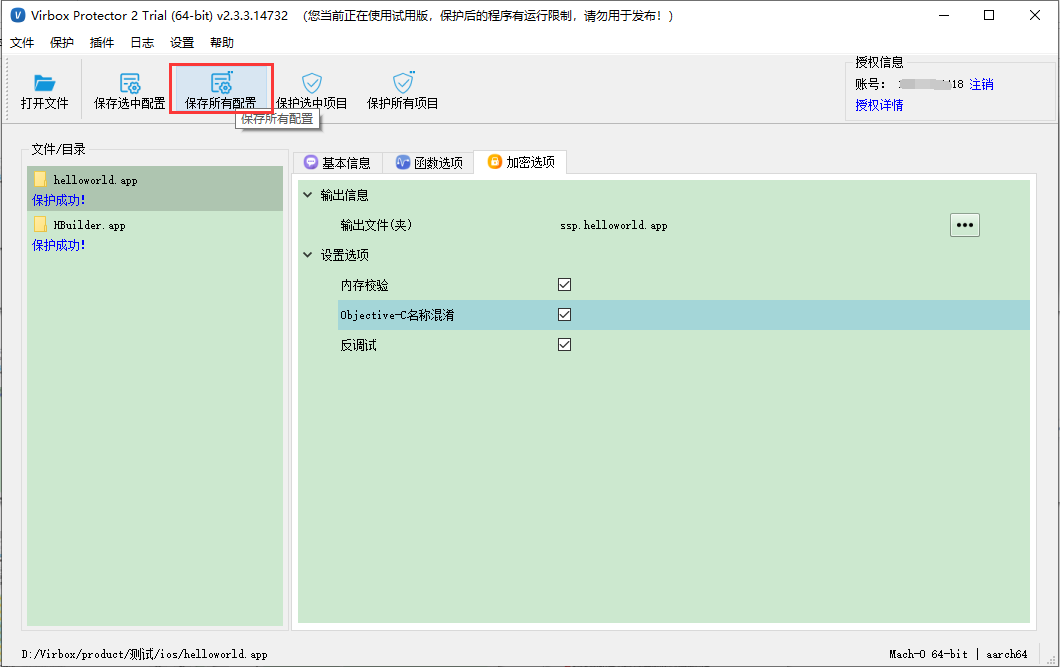 Virbox Protector 2 Trial (64-bit) v2.3.3.14732 (您当前正在使用试用版，保护后的程序有运行限制，请勿用于发布！)
文件 保护 插件 日志 设置 帮助
打开文件 保存选中配置 保存所有配置 保护选中项目 保护所有项目
保存所有配置
授权信息
账号： 18 注销
授权详情
文件/目录
helloworld.app
保护成功!
HBuilder.app
保护成功!
基本信息 函数选项 加密选项
输出信息
输出文件(夹) ssp.helloworld.app •••
设置选项
内存校验
Objective-C名称混淆
反调试
D:/Virbox/product/测试/ios/helloworld.app Mach-O 64-bit | aarch64